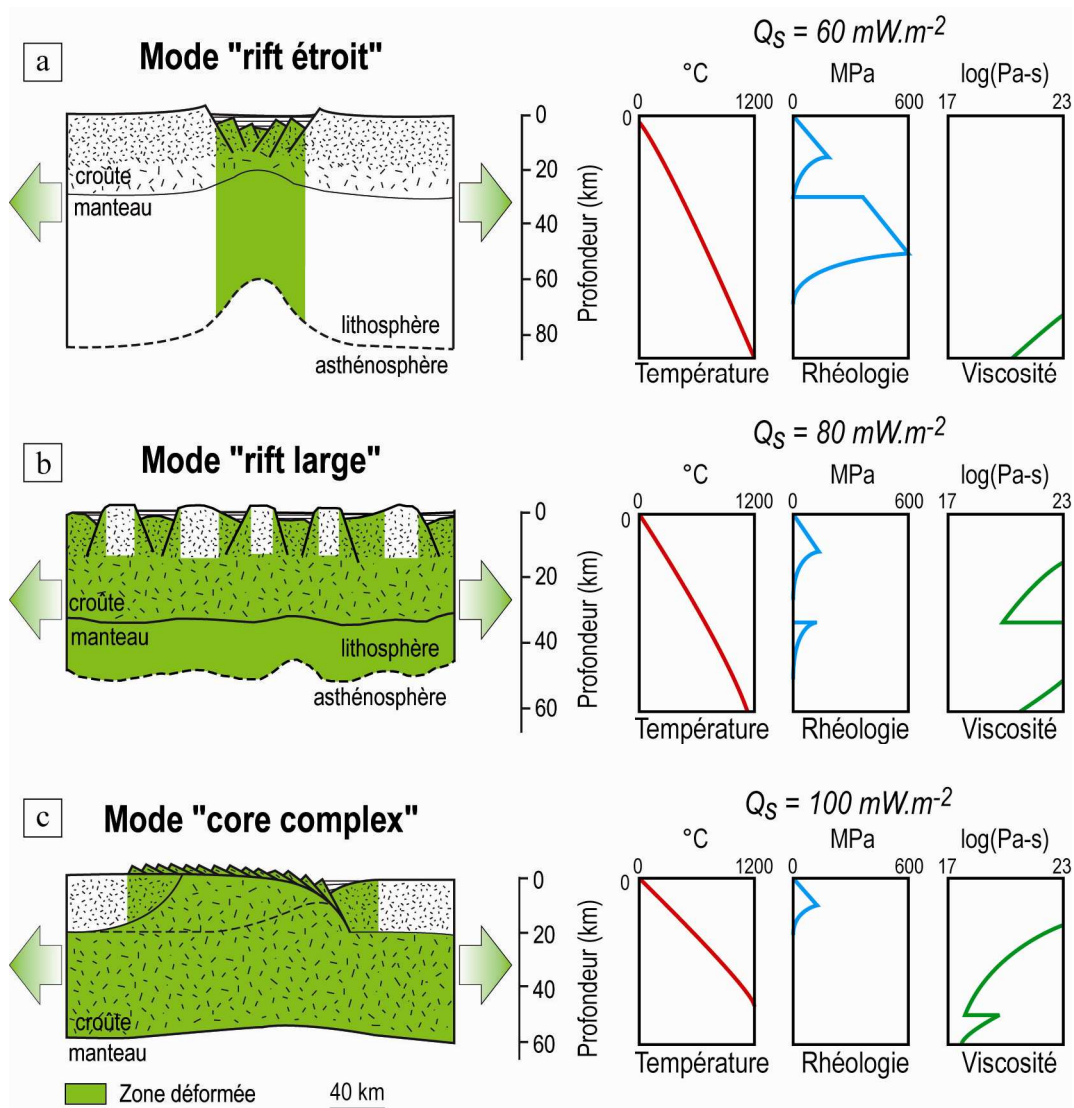 a
Mode "rift étroit"
croûte
manteau
lithosphère
asthénosphère
0
20
40
60
80
Profondeur (km)
Qs = 60 mW.m-2
°C
MPa
log(Pa-s)
0
1200
0
600
17
23
0
Température
Rhéologie
Viscosité
b
Mode "rift large"
croûte
manteau
lithosphère
asthénosphère
0
20
40
60
Profondeur (km)
Qs = 80 mW.m-2
°C
MPa
log(Pa-s)
0
1200
0
600
17
23
0
Température
Rhéologie
Viscosité
c
Mode "core complex"
croûte
manteau
0
20
40
60
Profondeur (km)
Qs = 100 mW.m-2
°C
MPa
log(Pa-s)
0
1200
0
600
17
23
0
Température
Rhéologie
Viscosité
Zone déformée
40 km